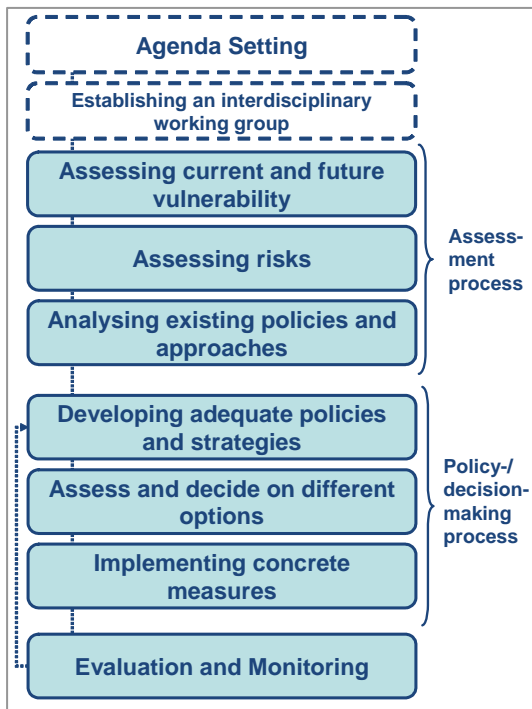 Agenda Setting
Establishing an interdisciplinary
working group
Assessing current and future
vulnerability
Assessing risks
Analysing existing policies and
approaches
Assess-
ment
process
Developing adequate policies
and strategies
Assess and decide on different
options
Implementing concrete
measures
Policy-/
decision-
making
process
Evaluation and Monitoring